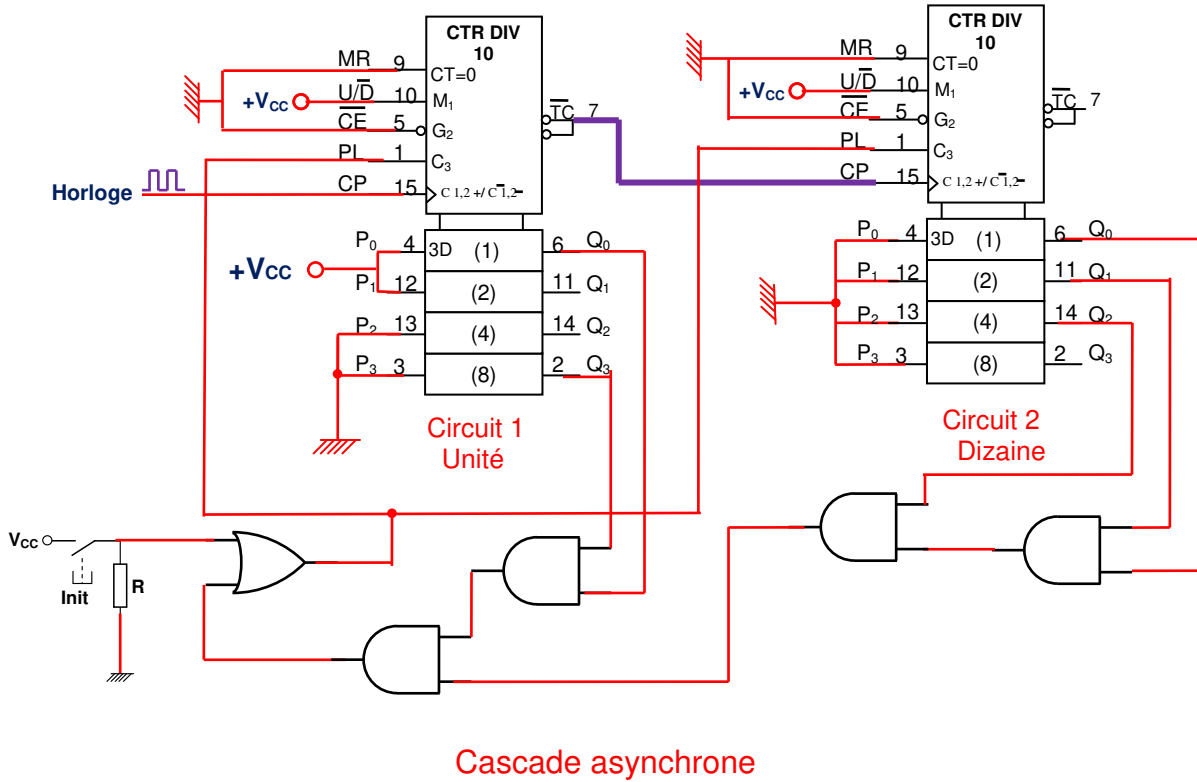 CTR DIV
10
MR 9 CT=0
U/D̅ 10 M₁
+Vcc
C̅E̅ 5 G₂
PL 1 C₃
Horloge
CP 15 C 1,2 +/ C̅1,2–
T̅C̅ 7
P₀ 4 3D (1) 6 Q₀
+Vcc
P₁ 12 (2) 11 Q₁
P₂ 13 (4) 14 Q₂
P₃ 3 (8) 2 Q₃
Circuit 1
Unité
CTR DIV
10
MR 9 CT=0
U/D̅ 10 M₁
+Vcc
C̅E̅ 5 G₂
PL 1 C₃
CP 15 C 1,2 +/ C̅1,2–
T̅C̅ 7
P₀ 4 3D (1) 6 Q₀
P₁ 12 (2) 11 Q₁
P₂ 13 (4) 14 Q₂
P₃ 3 (8) 2 Q₃
Circuit 2
Dizaine
Vcc
Init
R
Cascade asynchrone